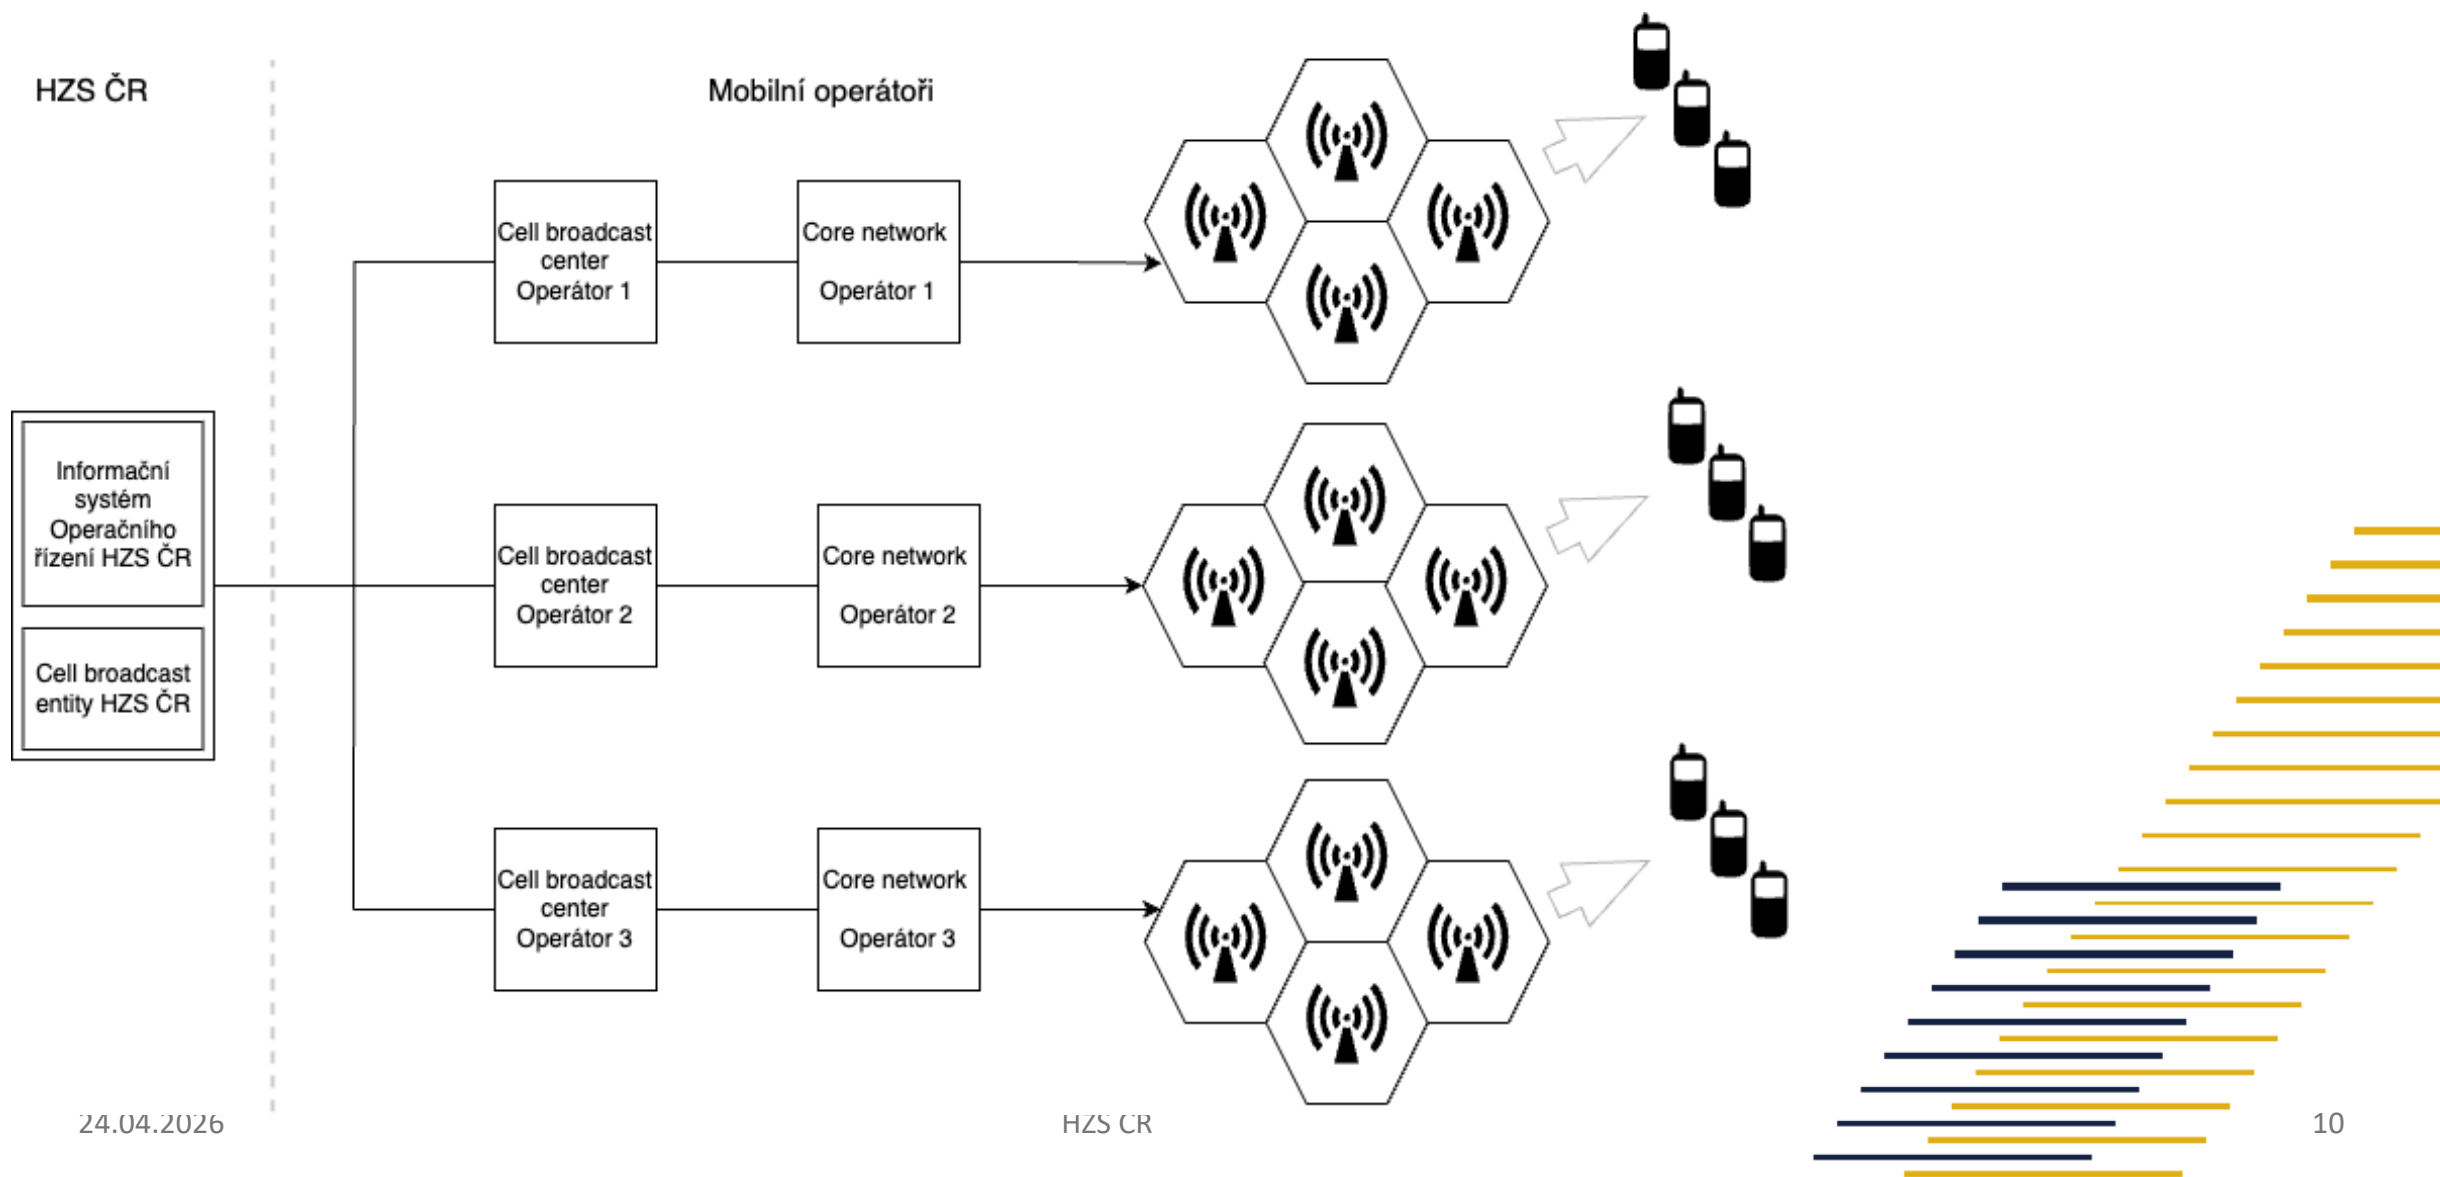 HZS ČR
Mobilní operátoři
Cell broadcast
center
Operátor 1
Core network
Operátor 1
Informační
systém
Operačního
řízení HZS ČR
Cell broadcast
entity HZS ČR
Cell broadcast
center
Operátor 2
Core network
Operátor 2
Cell broadcast
center
Operátor 3
Core network
Operátor 3
24.04.2026
HZS ČR
10